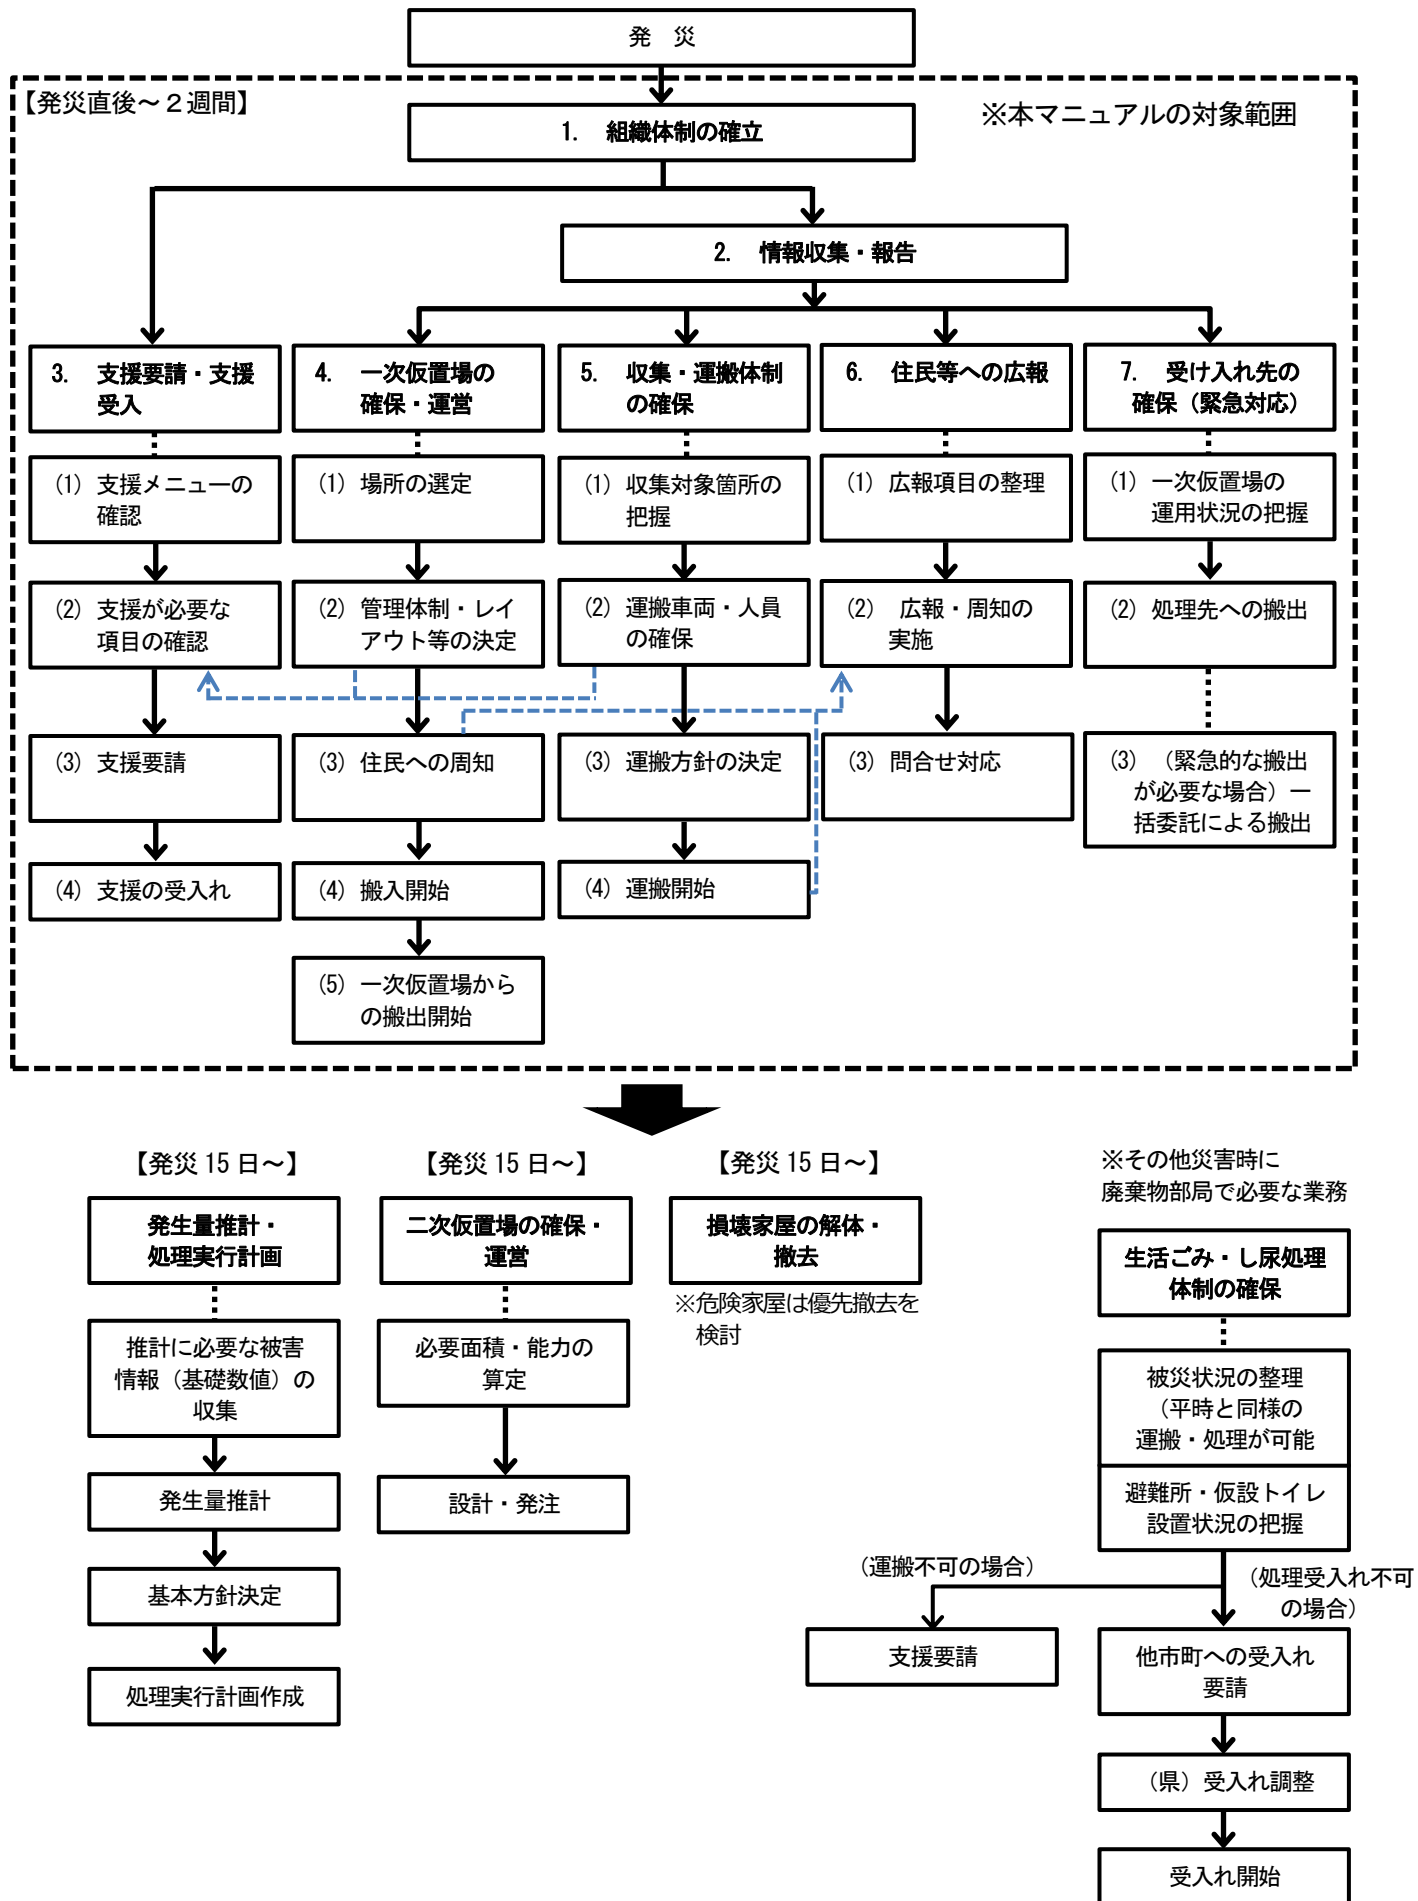 発　災
【発災直後～２週間】
※本マニュアルの対象範囲
1.　組織体制の確立
2.　情報収集・報告
3.　支援要請・支援
受入
(1) 支援メニューの
確認
(2) 支援が必要な
項目の確認
(3) 支援要請
(4) 支援の受入れ
4.　一次仮置場の
確保・運営
(1) 場所の選定
(2) 管理体制・レイ
アウト等の決定
(3) 住民への周知
(4) 搬入開始
(5) 一次仮置場から
の搬出開始
5.　収集・運搬体制
の確保
(1) 収集対象箇所の
把握
(2) 運搬車両・人員
の確保
(3) 運搬方針の決定
(4) 運搬開始
6.　住民等への広報
(1) 広報項目の整理
(2)　広報・周知の
実施
(3) 問合せ対応
7.　受け入れ先の
確保（緊急対応）
(1) 一次仮置場の
運用状況の把握
(2) 処理先への搬出
(3)　（緊急的な搬出
が必要な場合）一
括委託による搬出
【発災 15 日～】
発生量推計・
処理実行計画
推計に必要な被害
情報（基礎数値）の
収集
発生量推計
基本方針決定
処理実行計画作成
【発災 15 日～】
二次仮置場の確保・
運営
必要面積・能力の
算定
設計・発注
【発災 15 日～】
損壊家屋の解体・
撤去
※危険家屋は優先撤去を
検討
※その他災害時に
廃棄物部局で必要な業務
生活ごみ・し尿処理
体制の確保
被災状況の整理
（平時と同様の
運搬・処理が可能
避難所・仮設トイレ
設置状況の把握
（運搬不可の場合）
支援要請
（処理受入れ不可
の場合）
他市町への受入れ
要請
（県）受入れ調整
受入れ開始